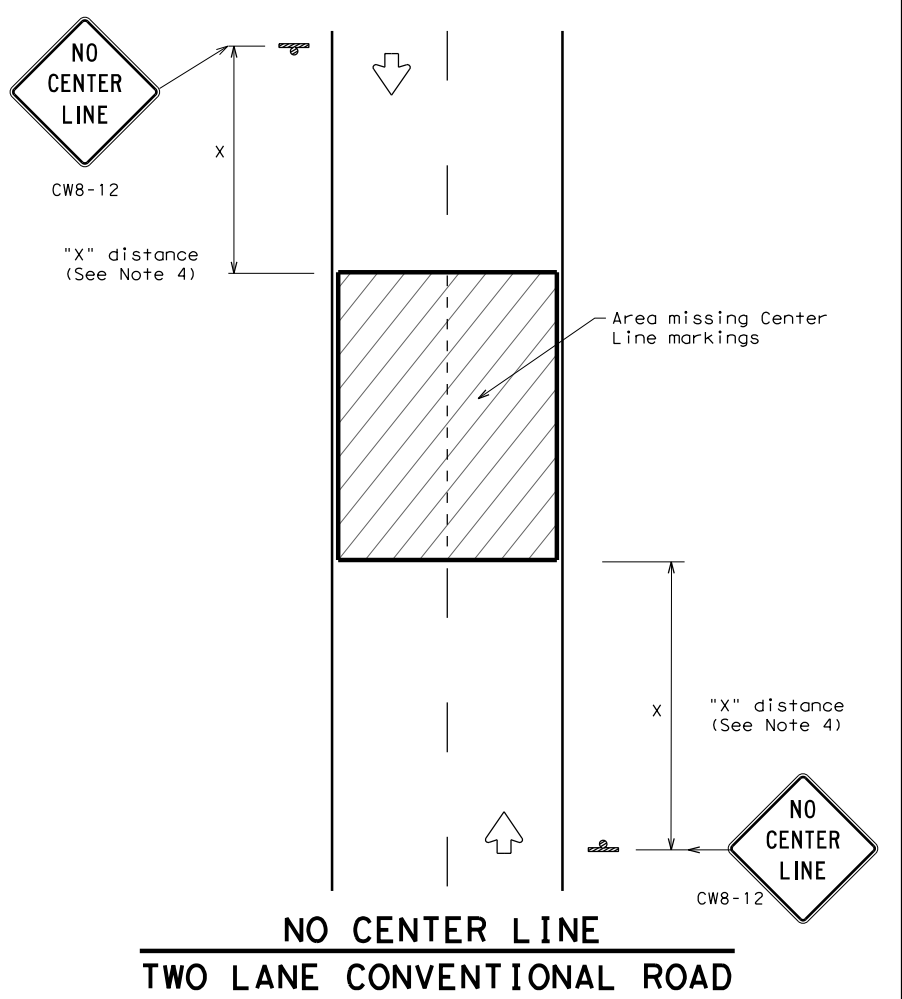 NO
CENTER
LINE
CW8-12
X
"X" distance
(See Note 4)
Area missing Center
Line markings
X
"X" distance
(See Note 4)
NO
CENTER
LINE
CW8-12
NO CENTER LINE
TWO LANE CONVENTIONAL ROAD